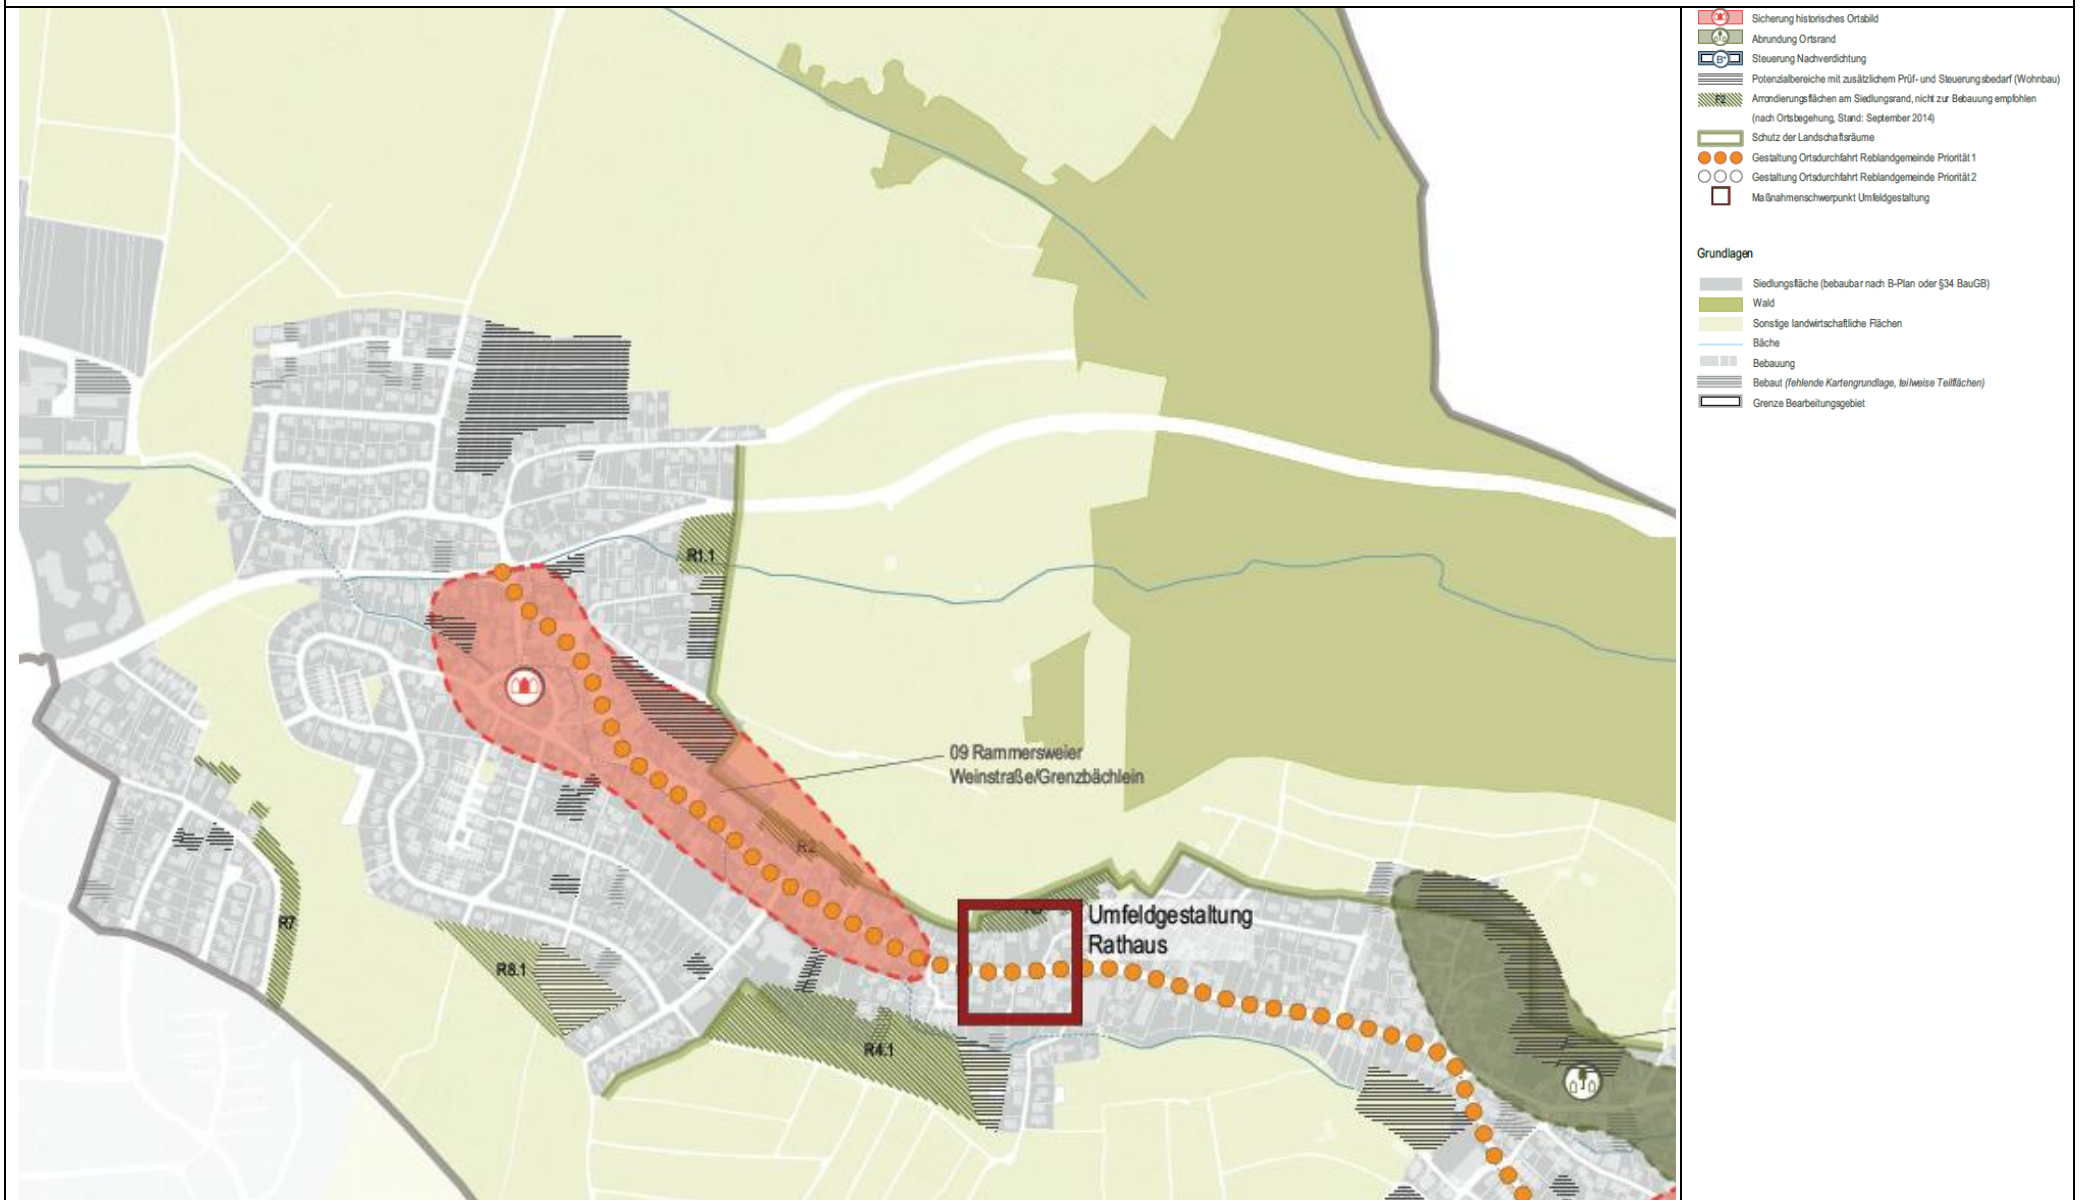 Sicherung historisches Ortsbild
Abrundung Ortsrand
B+
Steuerung Nachverdichtung
Potenzialbereiche mit zusätzlichem Prüf- und Steuerungsbedarf (Wohnbau)
F2
Arrondierungsflächen am Siedlungsrand, nicht zur Bebauung empfohlen
(nach Ortsbegehung, Stand: September 2014)
Schutz der Landschaftsräume
Gestaltung Ortsdurchfahrt Reblandgemeinde Priorität 1
Gestaltung Ortsdurchfahrt Reblandgemeinde Priorität 2
Maßnahmenschwerpunkt Umfeldgestaltung
Grundlagen
Siedlungsfläche (bebaubar nach B-Plan oder §34 BauGB)
Wald
Sonstige landwirtschaftliche Flächen
Bäche
Bebauung
Bebaut (fehlende Kartengrundlage, teilweise Teilflächen)
Grenze Bearbeitungsgebiet
R1.1
09 Rammersweier
Weinstraße/Grenzbächlein
R2
R7
Umfeldgestaltung
Rathaus
R8.1
R4.1